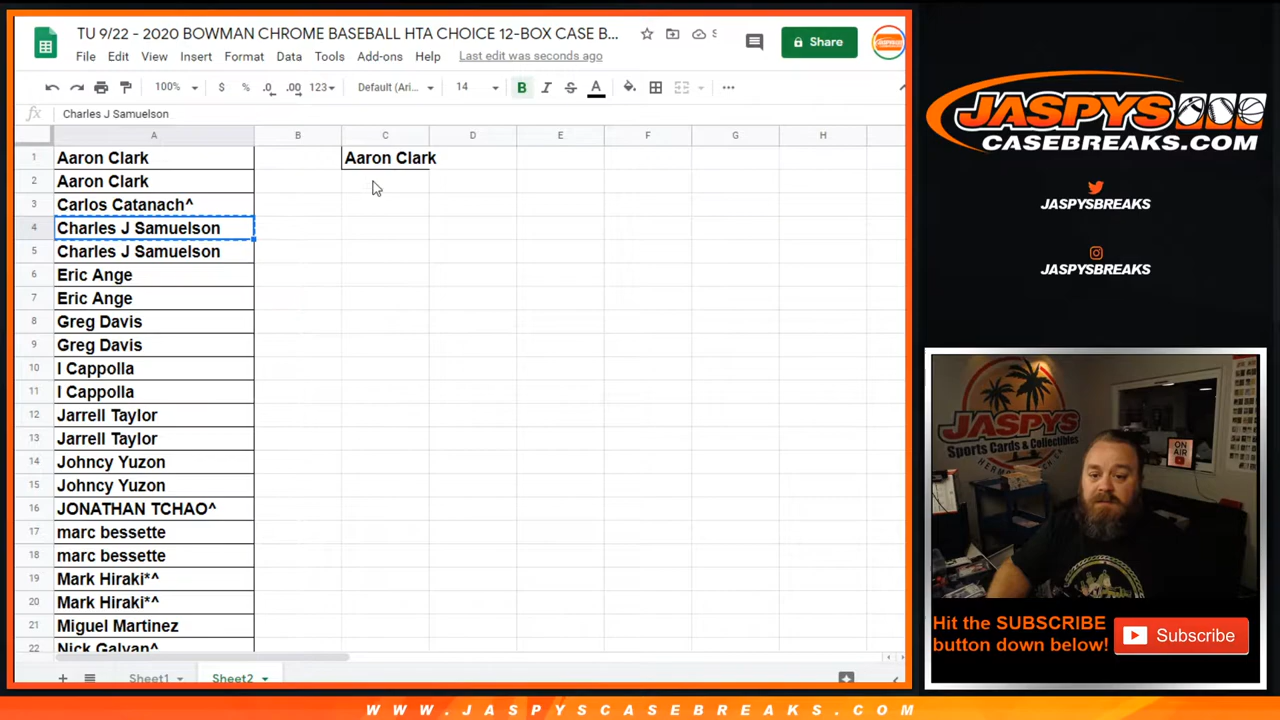 TU 9/22 - 2020 BOWMAN CHROME BASEBALL HTA CHOICE 12-BOX CASE B...
S
Share
File Edit View Insert Format Data Tools Add-ons Help Last edit was seconds ago
100% $ % .0 .00 123 Default (Ari... 14 B I S A
fx Charles J Samuelson
A B C D E F G H
1 Aaron Clark Aaron Clark
2 Aaron Clark
3 Carlos Catanach^
4 Charles J Samuelson
5 Charles J Samuelson
6 Eric Ange
7 Eric Ange
8 Greg Davis
9 Greg Davis
10 I Cappolla
11 I Cappolla
12 Jarrell Taylor
13 Jarrell Taylor
14 Johncy Yuzon
15 Johncy Yuzon
16 JONATHAN TCHAO^
17 marc bessette
18 marc bessette
19 Mark Hiraki*^
20 Mark Hiraki*^
21 Miguel Martinez
22 Nick Galvan^
Sheet1 Sheet2
JASPYS
CASEBREAKS.COM
JASPYSBREAKS
JASPYSBREAKS
JASPYS
Sports Cards & Collectibles
ON
AIR
Hit the SUBSCRIBE
button down below!
Subscribe
WWW.JASPYSCASEBREAKS.COM